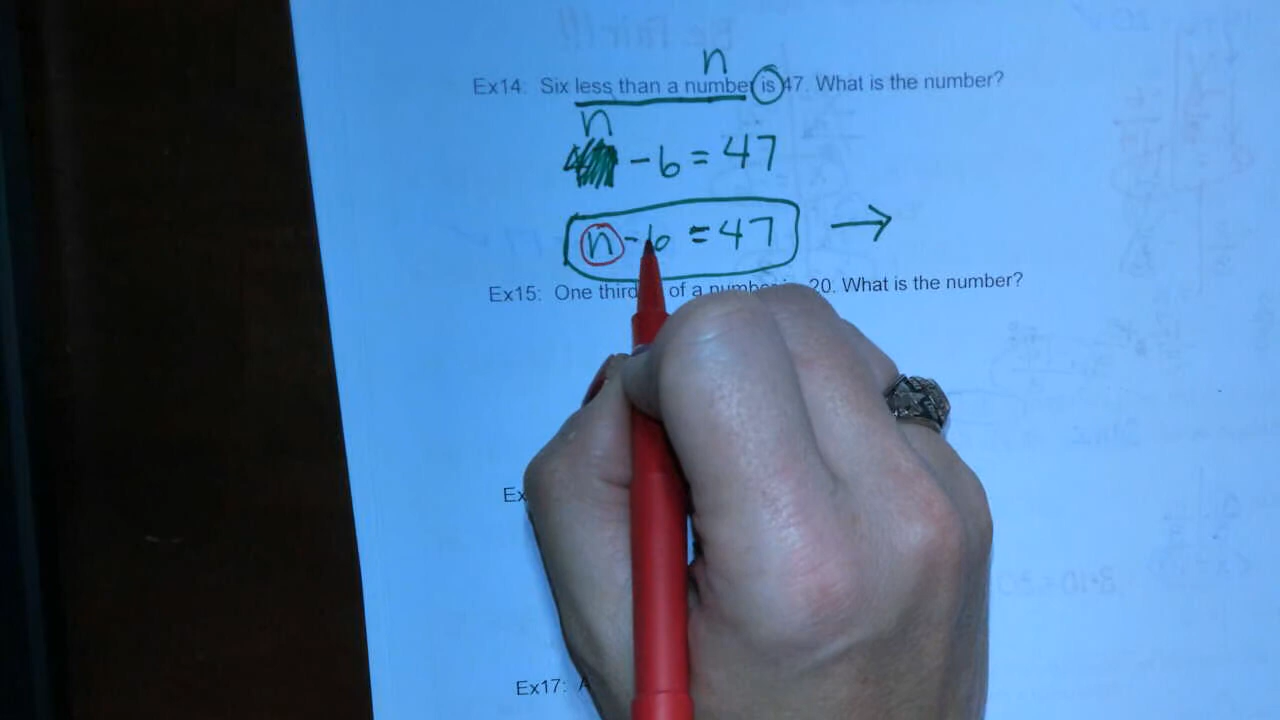 n
Ex14: Six less than a number is 47. What is the number?
n
- 6 = 47
n - 6 = 47 →
Ex15: One third of a number 20. What is the number?
Ex
Ex17: A